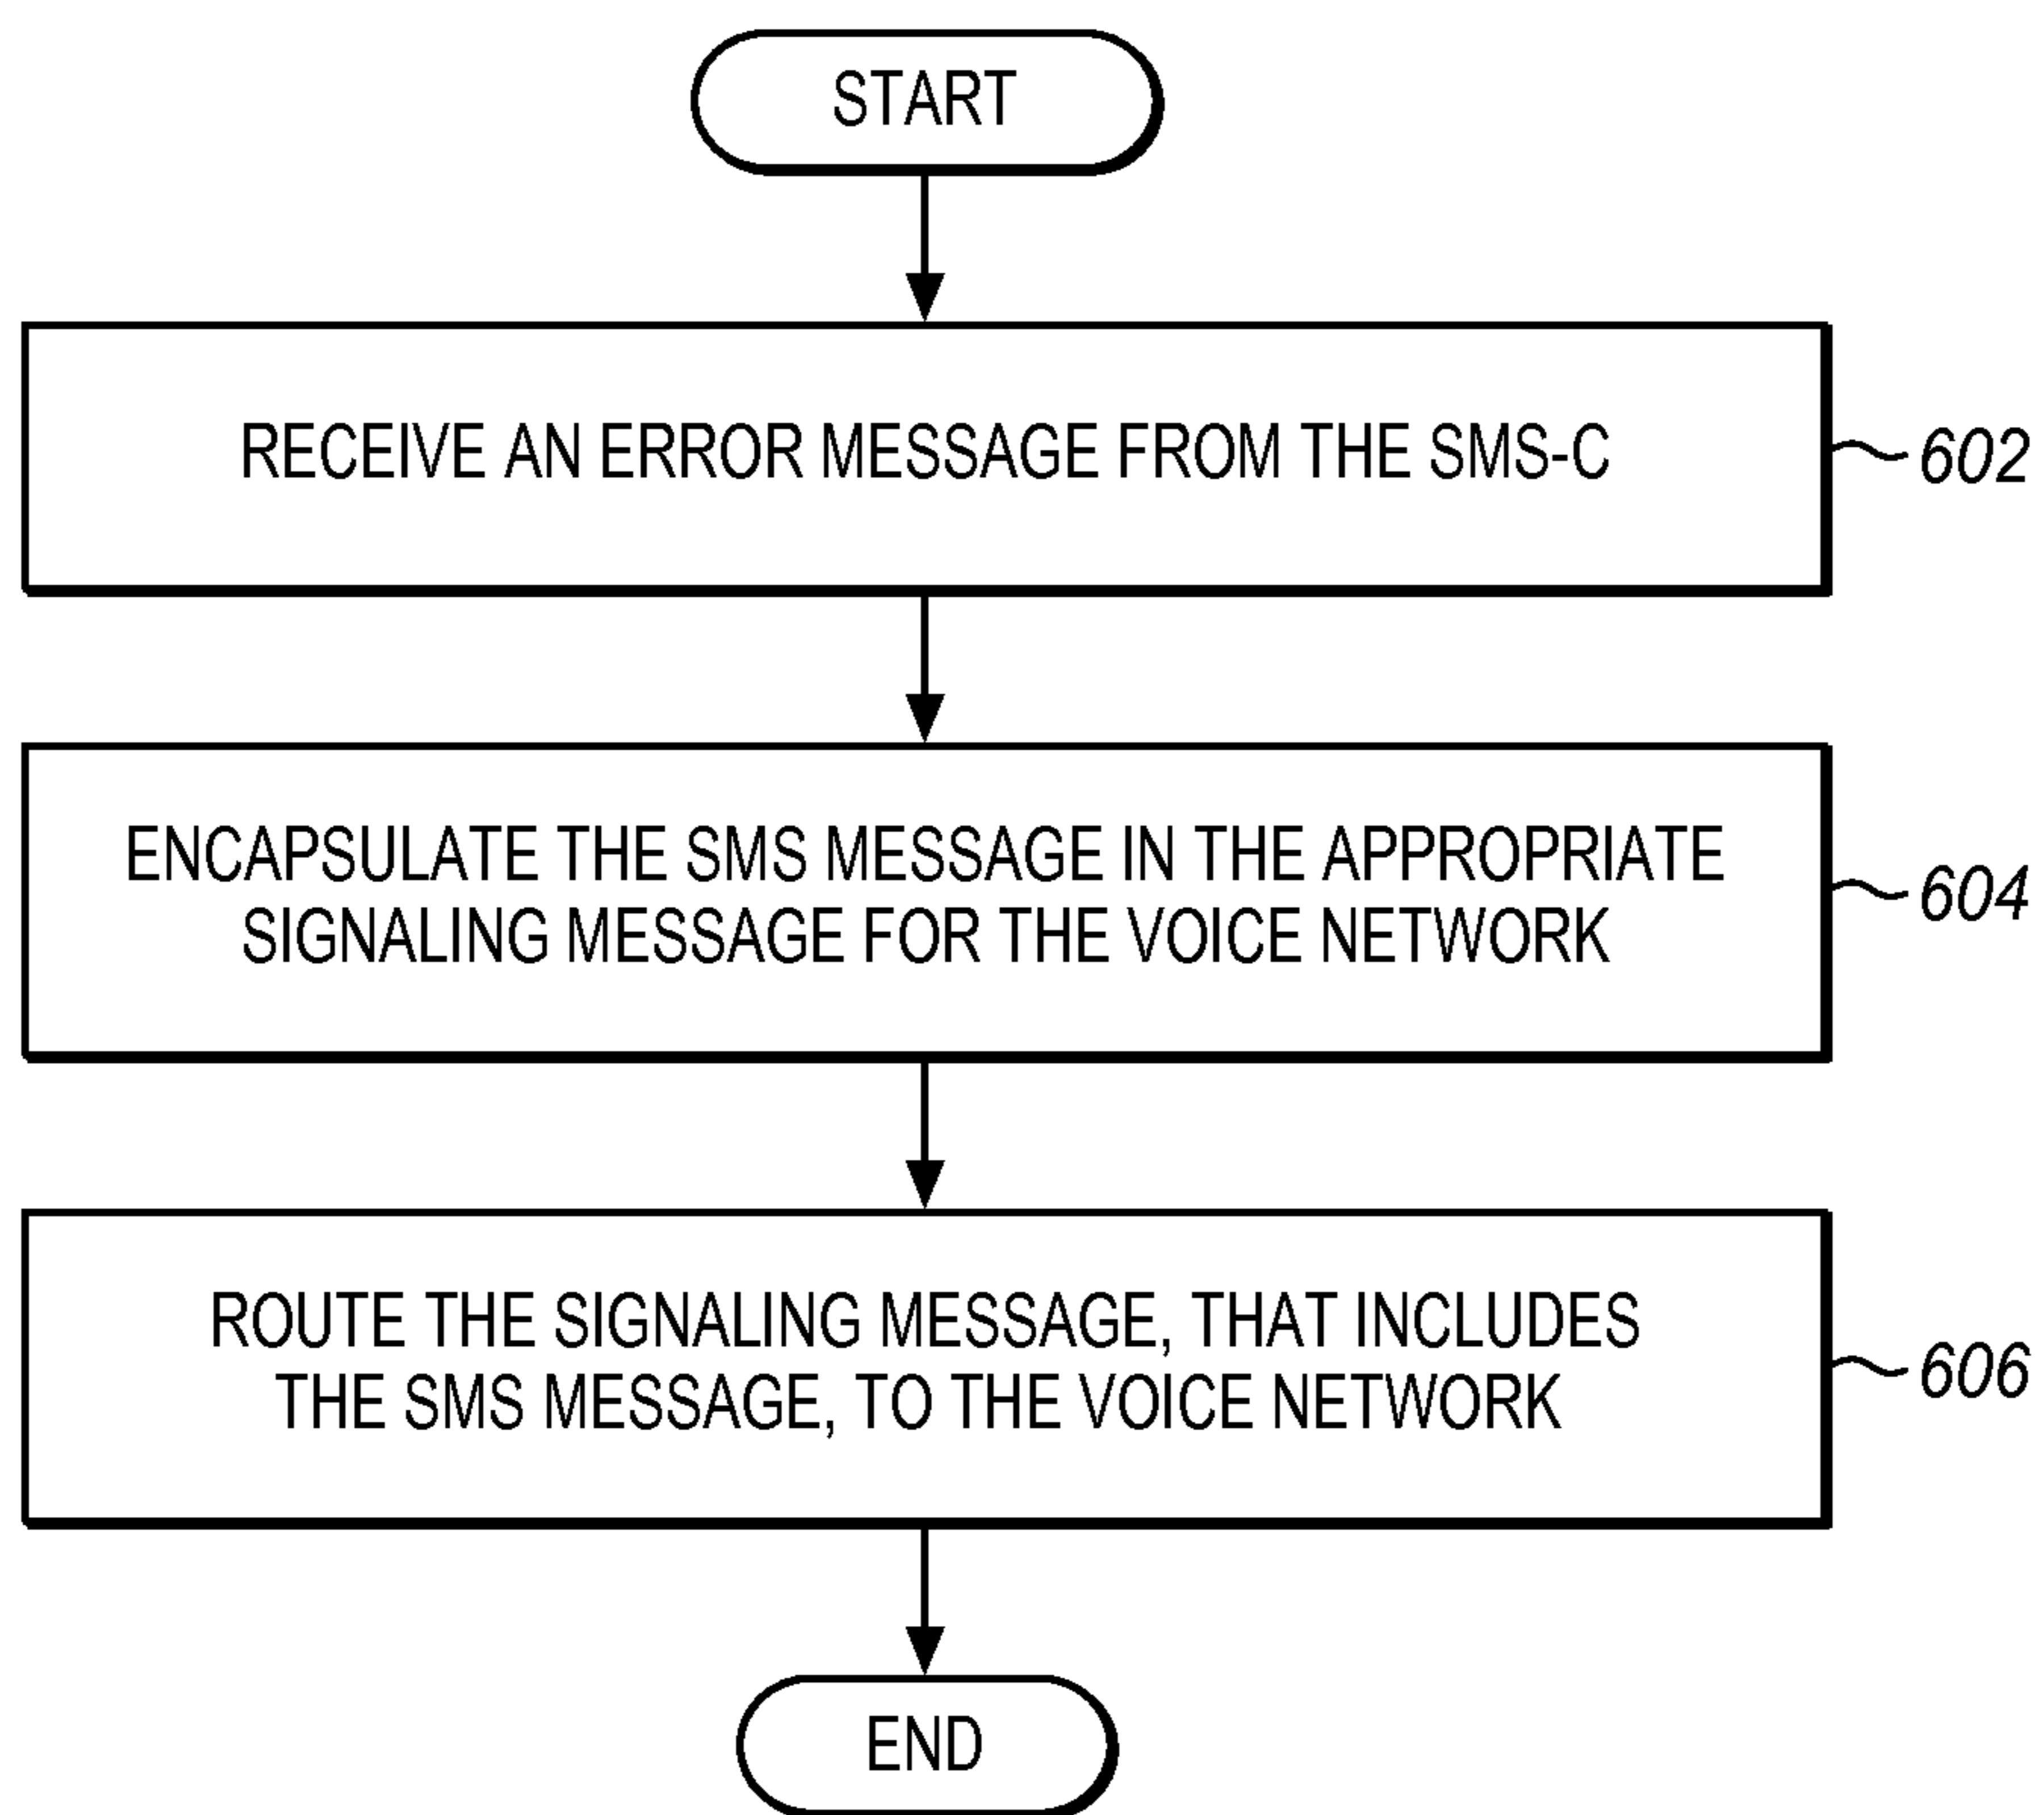 START
RECEIVE AN ERROR MESSAGE FROM THE SMS-C
602
ENCAPSULATE THE SMS MESSAGE IN THE APPROPRIATE
SIGNALING MESSAGE FOR THE VOICE NETWORK
604
ROUTE THE SIGNALING MESSAGE, THAT INCLUDES
THE SMS MESSAGE, TO THE VOICE NETWORK
606
END